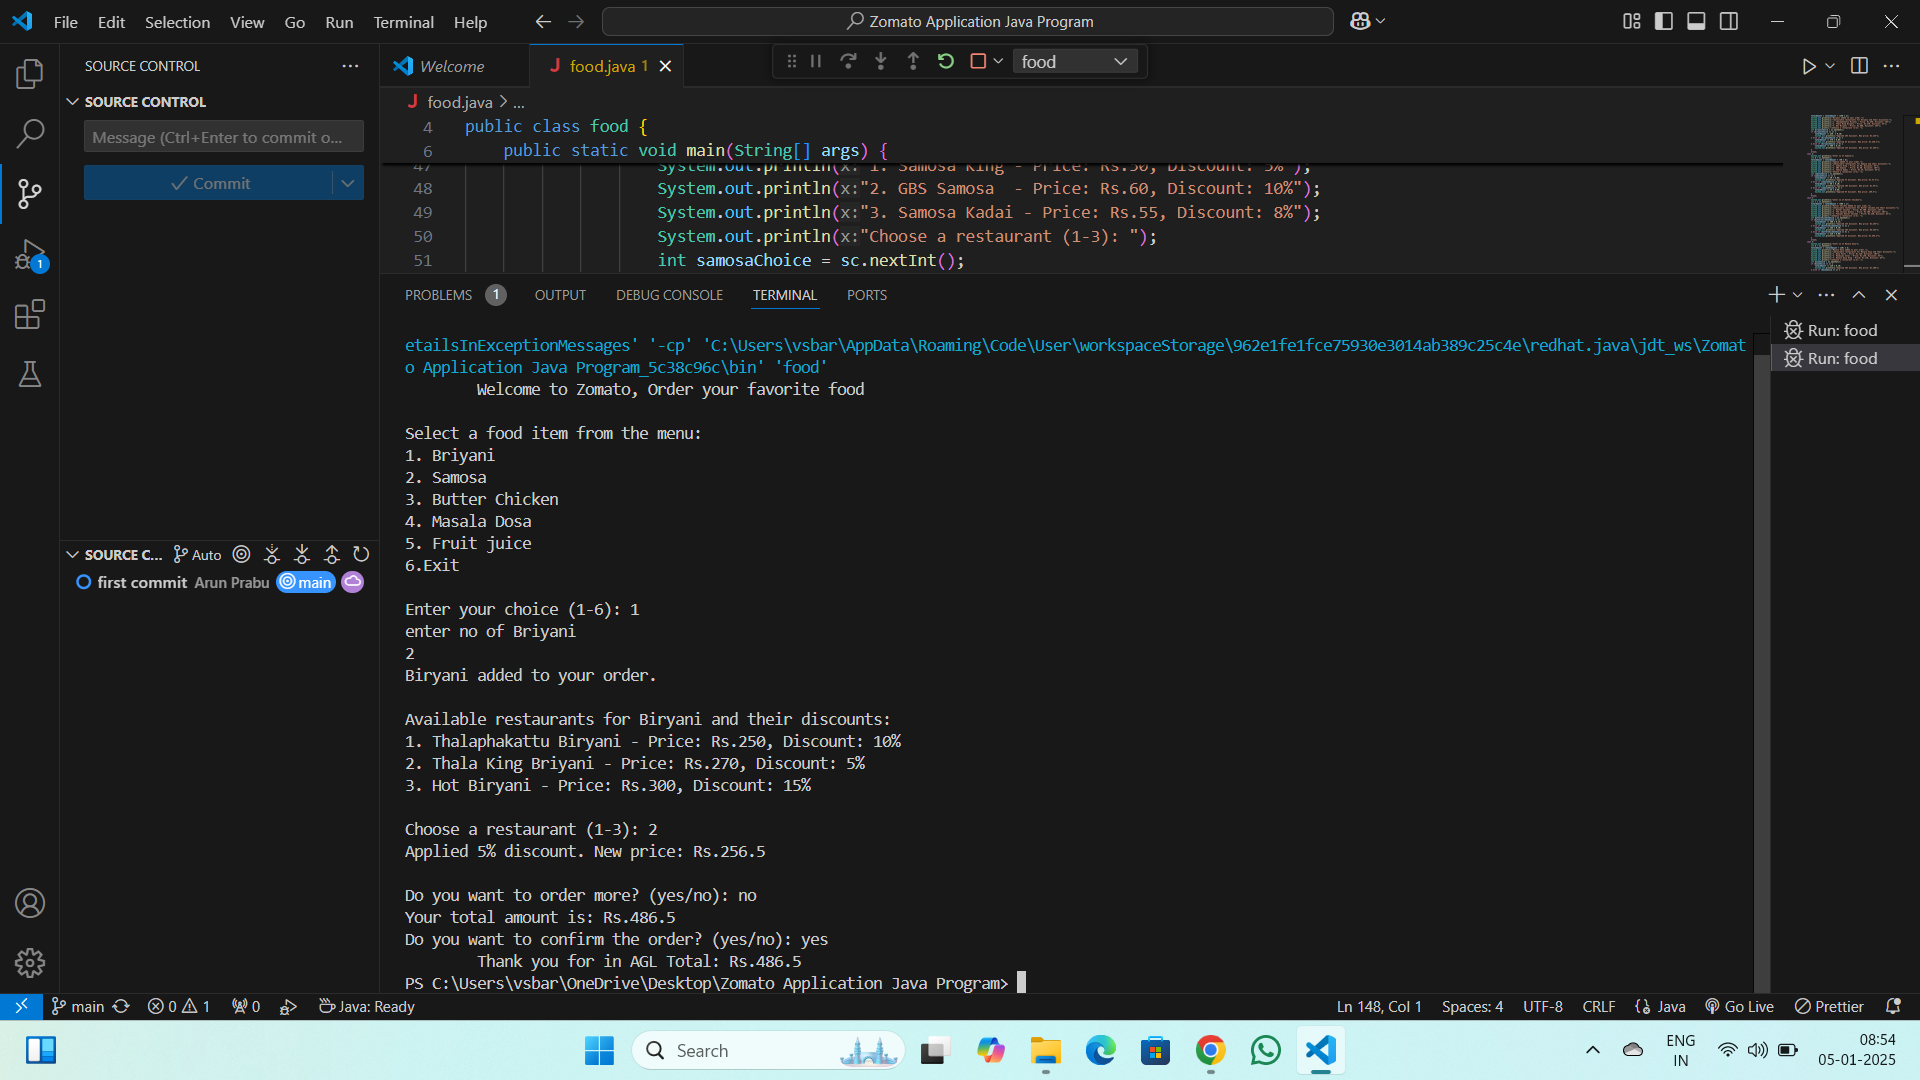 File Edit Selection View Go Run Terminal Help
Zomato Application Java Program
SOURCE CONTROL
SOURCE CONTROL
Message (Ctrl+Enter to commit o...
Commit
1
SOURCE C... Auto
first commit Arun Prabu main
Welcome
food.java 1
food
food.java > ...
4 public class food {
6 public static void main(String[] args) {
47 System.out.println(x:"1. Samosa King - Price: Rs.50, Discount: 5%");
48 System.out.println(x:"2. GBS Samosa  - Price: Rs.60, Discount: 10%");
49 System.out.println(x:"3. Samosa Kadai - Price: Rs.55, Discount: 8%");
50 System.out.println(x:"Choose a restaurant (1-3): ");
51 int samosaChoice = sc.nextInt();
PROBLEMS 1 OUTPUT DEBUG CONSOLE TERMINAL PORTS
Run: food
Run: food
etailsInExceptionMessages' '-cp' 'C:\Users\vsbar\AppData\Roaming\Code\User\workspaceStorage\962e1fe1fce75930e3014ab389c25c4e\redhat.java\jdt_ws\Zomat
o Application Java Program_5c38c96c\bin' 'food'
Welcome to Zomato, Order your favorite food
Select a food item from the menu:
1. Briyani
2. Samosa
3. Butter Chicken
4. Masala Dosa
5. Fruit juice
6.Exit
Enter your choice (1-6): 1
enter no of Briyani
2
Biryani added to your order.
Available restaurants for Biryani and their discounts:
1. Thalaphakattu Biryani - Price: Rs.250, Discount: 10%
2. Thala King Briyani - Price: Rs.270, Discount: 5%
3. Hot Biryani - Price: Rs.300, Discount: 15%
Choose a restaurant (1-3): 2
Applied 5% discount. New price: Rs.256.5
Do you want to order more? (yes/no): no
Your total amount is: Rs.486.5
Do you want to confirm the order? (yes/no): yes
Thank you for in AGL Total: Rs.486.5
PS C:\Users\vsbar\OneDrive\Desktop\Zomato Application Java Program>
main 0 1 0 Java: Ready
Ln 148, Col 1 Spaces: 4 UTF-8 CRLF Java Go Live Prettier
Search
ENG
IN
08:54
05-01-2025